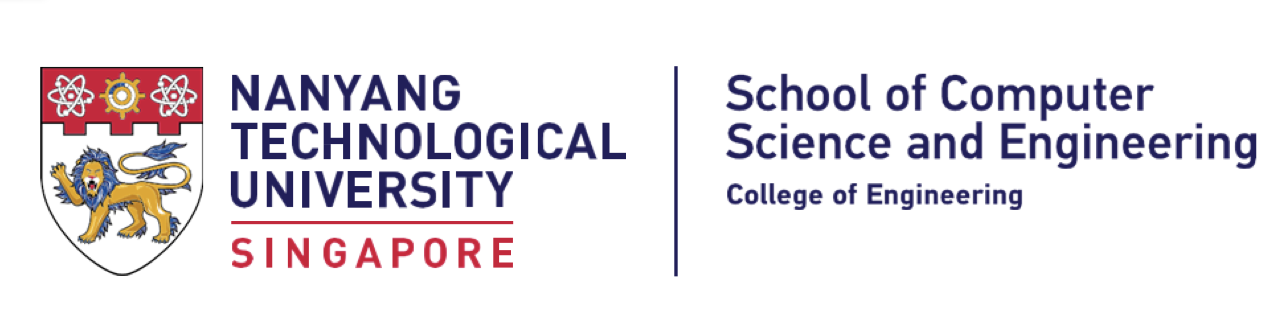 NANYANG
TECHNOLOGICAL
UNIVERSITY
SINGAPORE
School of Computer
Science and Engineering
College of Engineering